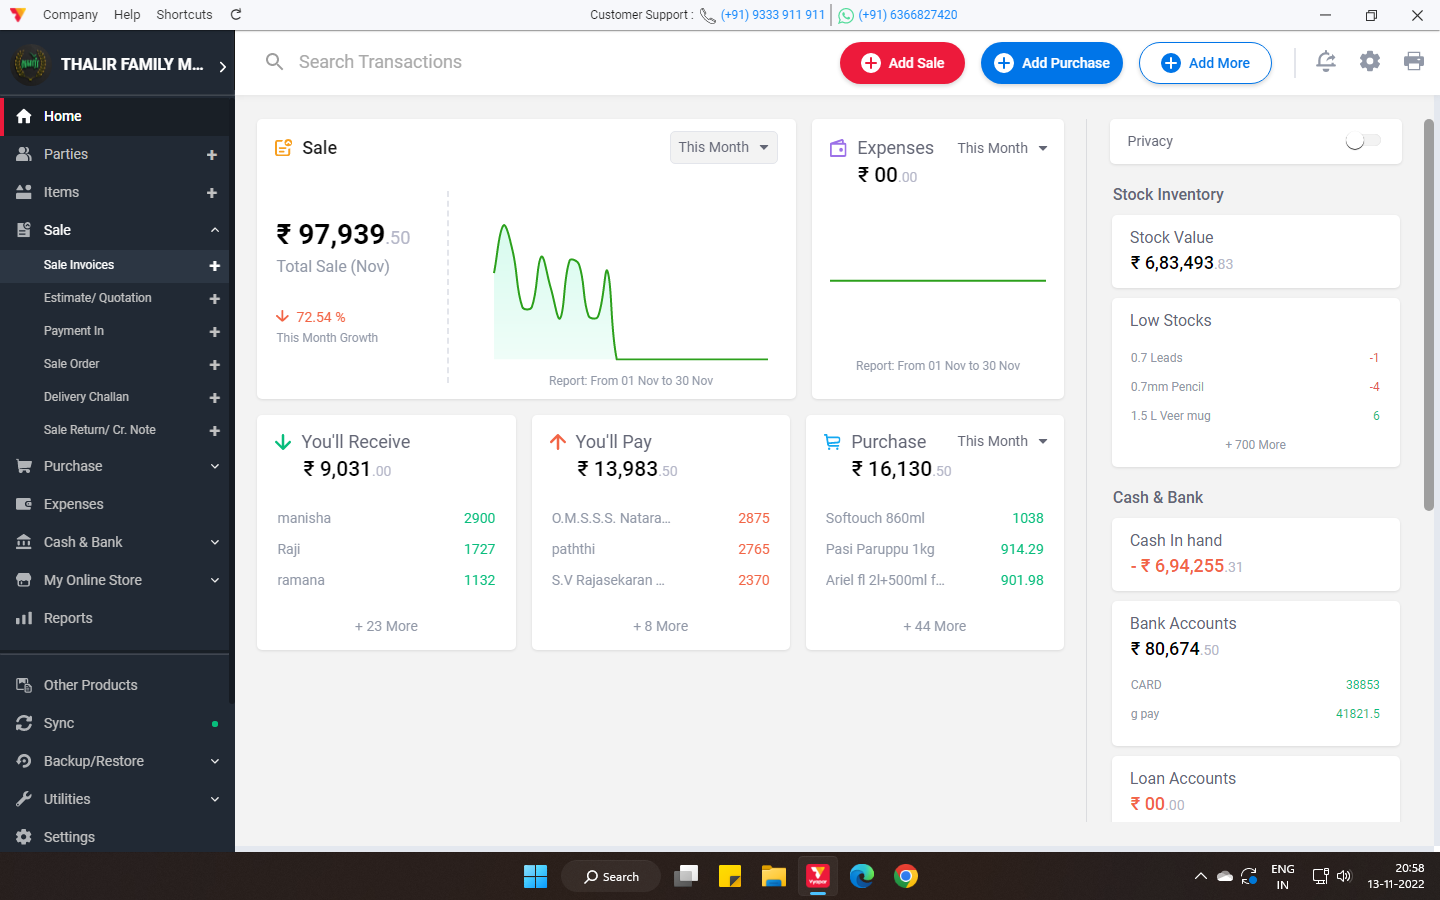 Company Help Shortcuts
Customer Support : (+91) 9333 911 911 (+91) 6366827420
THALIR FAMILY M...
Search Transactions
Add Sale
Add Purchase
Add More
Home
Parties
Items
Sale
Sale Invoices
Estimate/ Quotation
Payment In
Sale Order
Delivery Challan
Sale Return/ Cr. Note
Purchase
Expenses
Cash & Bank
My Online Store
Reports
Other Products
Sync
Backup/Restore
Utilities
Settings
Sale
This Month
₹ 97,939.50
Total Sale (Nov)
72.54 %
This Month Growth
Report: From 01 Nov to 30 Nov
Expenses
This Month
₹ 00.00
Report: From 01 Nov to 30 Nov
You'll Receive
₹ 9,031.00
manisha 2900
Raji 1727
ramana 1132
+ 23 More
You'll Pay
₹ 13,983.50
O.M.S.S.S. Natara... 2875
paththi 2765
S.V Rajasekaran ... 2370
+ 8 More
Purchase
This Month
₹ 16,130.50
Softouch 860ml 1038
Pasi Paruppu 1kg 914.29
Ariel fl 2l+500ml f... 901.98
+ 44 More
Privacy
Stock Inventory
Stock Value
₹ 6,83,493.83
Low Stocks
0.7 Leads -1
0.7mm Pencil -4
1.5 L Veer mug 6
+ 700 More
Cash & Bank
Cash In hand
- ₹ 6,94,255.31
Bank Accounts
₹ 80,674.50
CARD 38853
g pay 41821.5
Loan Accounts
₹ 00.00
Search
Vyapar
ENG
IN
20:58
13-11-2022